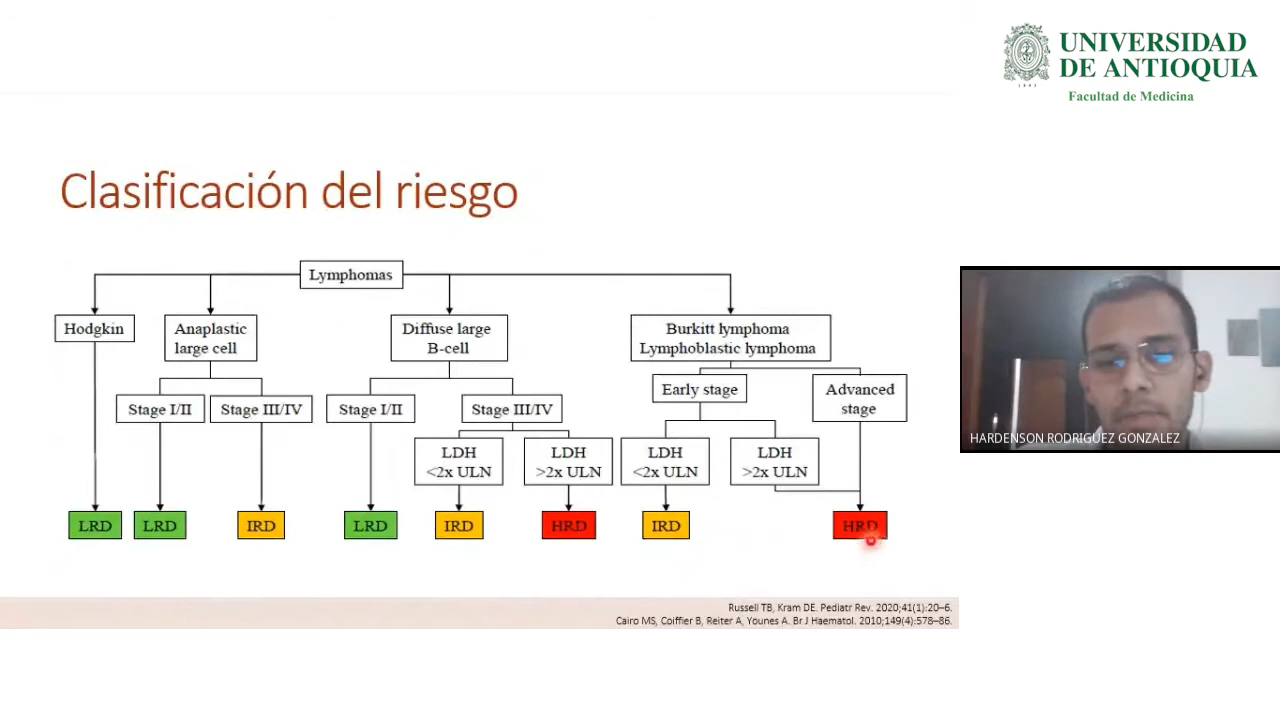 UNIVERSIDAD
DE ANTIOQUIA
Facultad de Medicina
Clasificación del riesgo
Lymphomas
Hodgkin
Anaplastic
large cell
Diffuse large
B-cell
Burkitt lymphoma
Lymphoblastic lymphoma
Early stage
Advanced
stage
Stage I/II
Stage III/IV
Stage I/II
Stage III/IV
LDH
<2x ULN
LDH
>2x ULN
LDH
<2x ULN
LDH
>2x ULN
LRD
LRD
IRD
LRD
IRD
HRD
IRD
HRD
HARDENSON RODRIGUEZ GONZALEZ
Russell TB, Kram DE. Pediatr Rev. 2020;41(1):20–6.
Cairo MS, Coiffier B, Reiter A, Younes A. Br J Haematol. 2010;149(4):578–86.